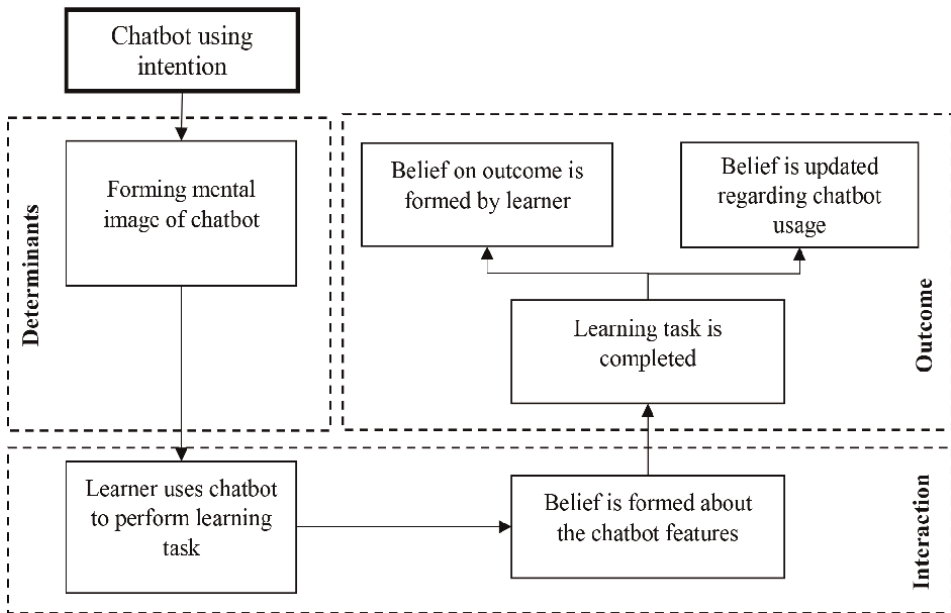 Chatbot using
intention
Forming mental
image of chatbot
Determinants
Belief on outcome is
formed by learner
Belief is updated
regarding chatbot
usage
Learning task is
completed
Outcome
Learner uses chatbot
to perform learning
task
Belief is formed about
the chatbot features
Interaction